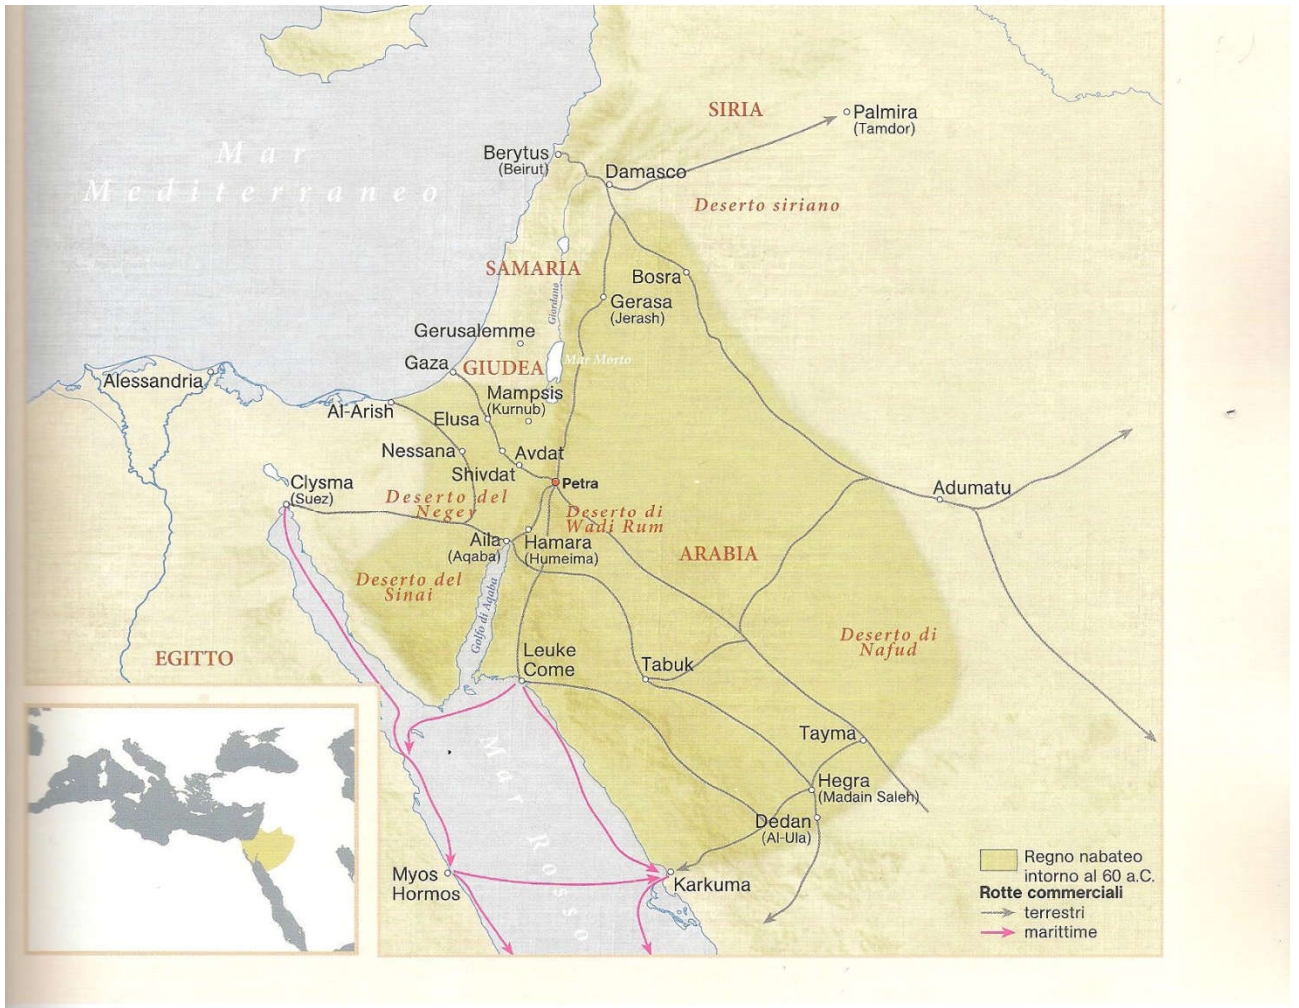 SIRIA
Palmira
(Tamdor)
Mar
Mediterraneo
Berytus
(Beirut)
Damasco
Deserto siriano
SAMARIA
Bosra
Giordano
Gerasa
(Jerash)
Gerusalemme
Gaza
GIUDEA
Mar Morto
Alessandria
Mampsis
(Kurnub)
Al-Arish
Elusa
Nessana
Avdat
Shivdat
Clysma
(Suez)
Petra
Deserto del
Negev
Deserto di
Wadi Rum
Adumatu
Aila
(Aqaba)
Hamara
(Humeima)
ARABIA
Deserto del
Sinai
Golfo di Aqaba
EGITTO
Leuke
Come
Tabuk
Deserto di
Nafud
Tayma
Mar Rosso
Hegra
(Madain Saleh)
Dedan
(Al-Ula)
Myos
Hormos
Karkuma
Regno nabateo
intorno al 60 a.C.
Rotte commerciali
terrestri
marittime